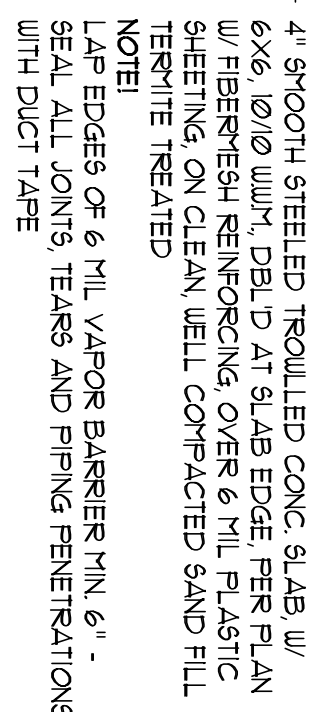 4" SMOOTH STEELED TROWLLED CONC. SLAB, W/
6X6, 10/10 W.W.M., DBL'D AT SLAB EDGE, PER PLAN
W/ FIBERMESH REINFORCING, OVER 6 MIL PLASTIC
SHEETING, ON CLEAN, WELL COMPACTED SAND FILL
TERMITE TREATED
NOTE!
LAP EDGES OF 6 MIL VAPOR BARRIER MIN. 6" -
SEAL ALL JOINTS, TEARS AND PIPING PENETRATIONS
WITH DUCT TAPE